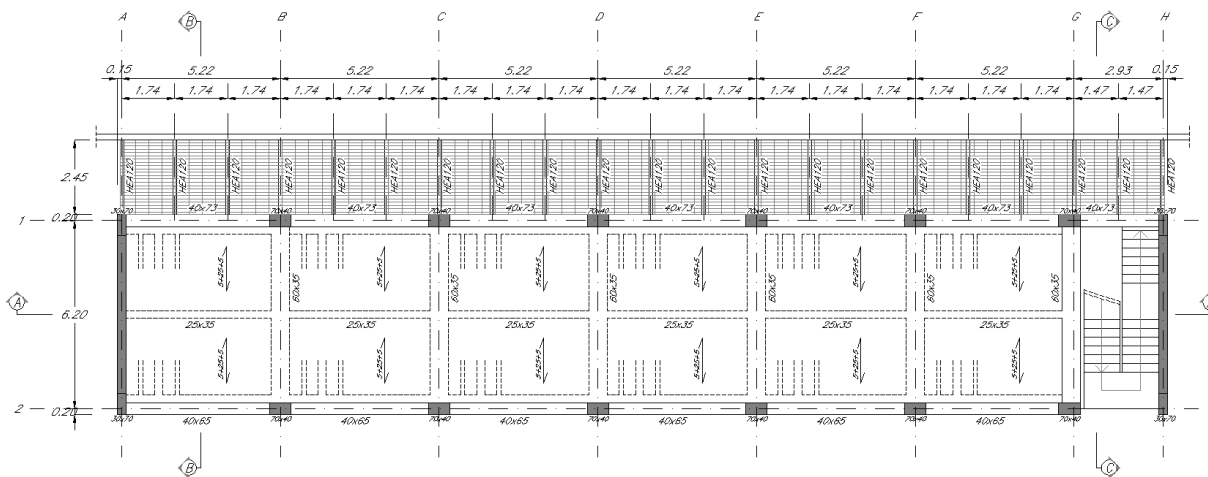 A B B C D E F G C H
0.15 5.22 5.22 5.22 5.22 5.22 5.22 2.93 0.15
1.74 1.74 1.74 1.74 1.74 1.74 1.74 1.74 1.74 1.74 1.74 1.74 1.74 1.74 1.74 1.74 1.74 1.74 1.47 1.47
HEA120 HEA120 HEA120 HEA120 HEA120 HEA120 HEA120 HEA120 HEA120 HEA120 HEA120 HEA120 HEA120 HEA120 HEA120 HEA120 HEA120 HEA120 HEA120 HEA120 HEA120
2.45
40x73 40x73 40x73 40x73 40x73 40x73 40x73
1 0.20 30x70 70x40 70x40 70x40 70x40 70x40 70x40 30x70
5+25+5 5+25+5 5+25+5 5+25+5 5+25+5 5+25+5
60x35 60x35 60x35 60x35 60x35
A 6.20
25x35 25x35 25x35 25x35 25x35 25x35
5+25+5 5+25+5 5+25+5 5+25+5 5+25+5 5+25+5
2 0.20 30x70 70x40 70x40 70x40 70x40 70x40 70x40 30x70
40x65 40x65 40x65 40x65 40x65 40x65
B C